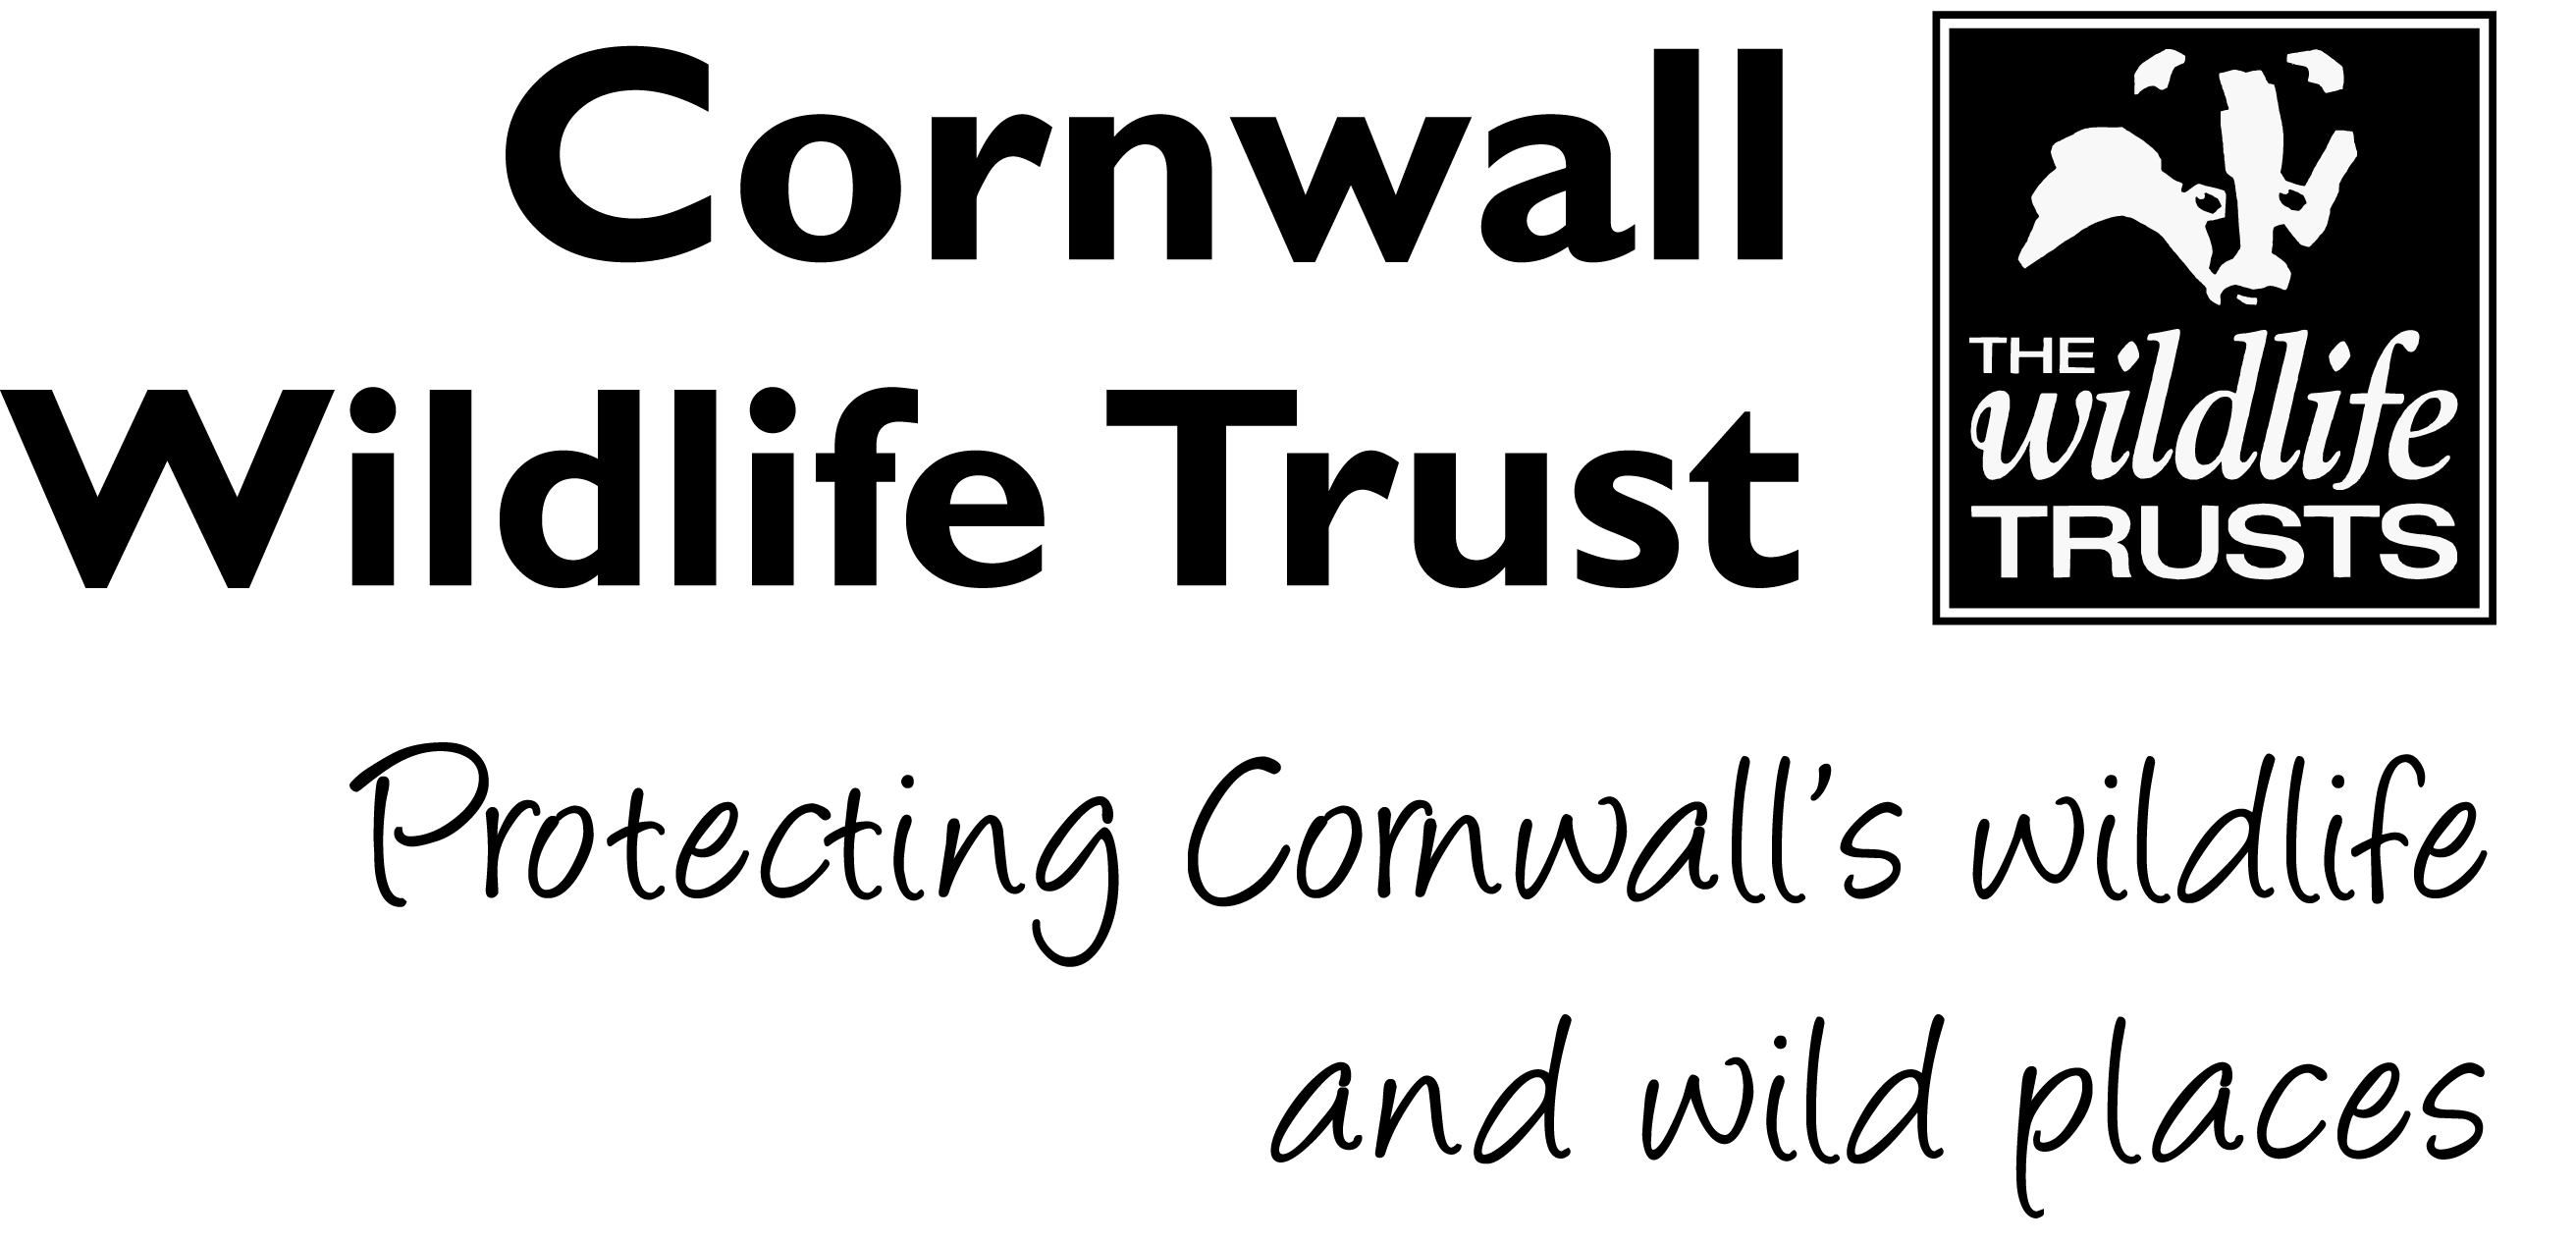 Cornwall
Wildlife Trust
THE
wildlife
TRUSTS
Protecting Cornwall's wildlife
and wild places